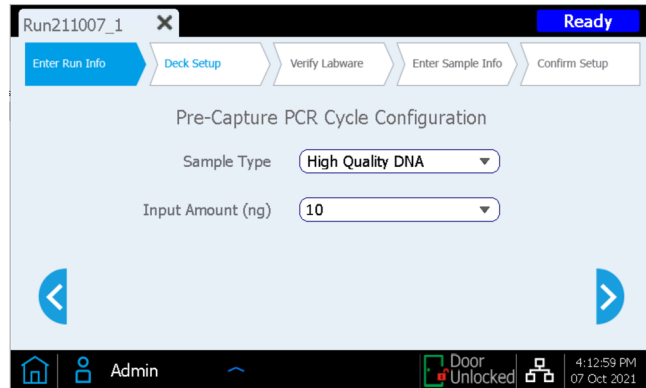 Run211007_1
Ready
Enter Run Info
Deck Setup
Verify Labware
Enter Sample Info
Confirm Setup
Pre-Capture PCR Cycle Configuration
Sample Type
High Quality DNA
Input Amount (ng)
10
Admin
Door
Unlocked
4:12:59 PM
07 Oct 2021